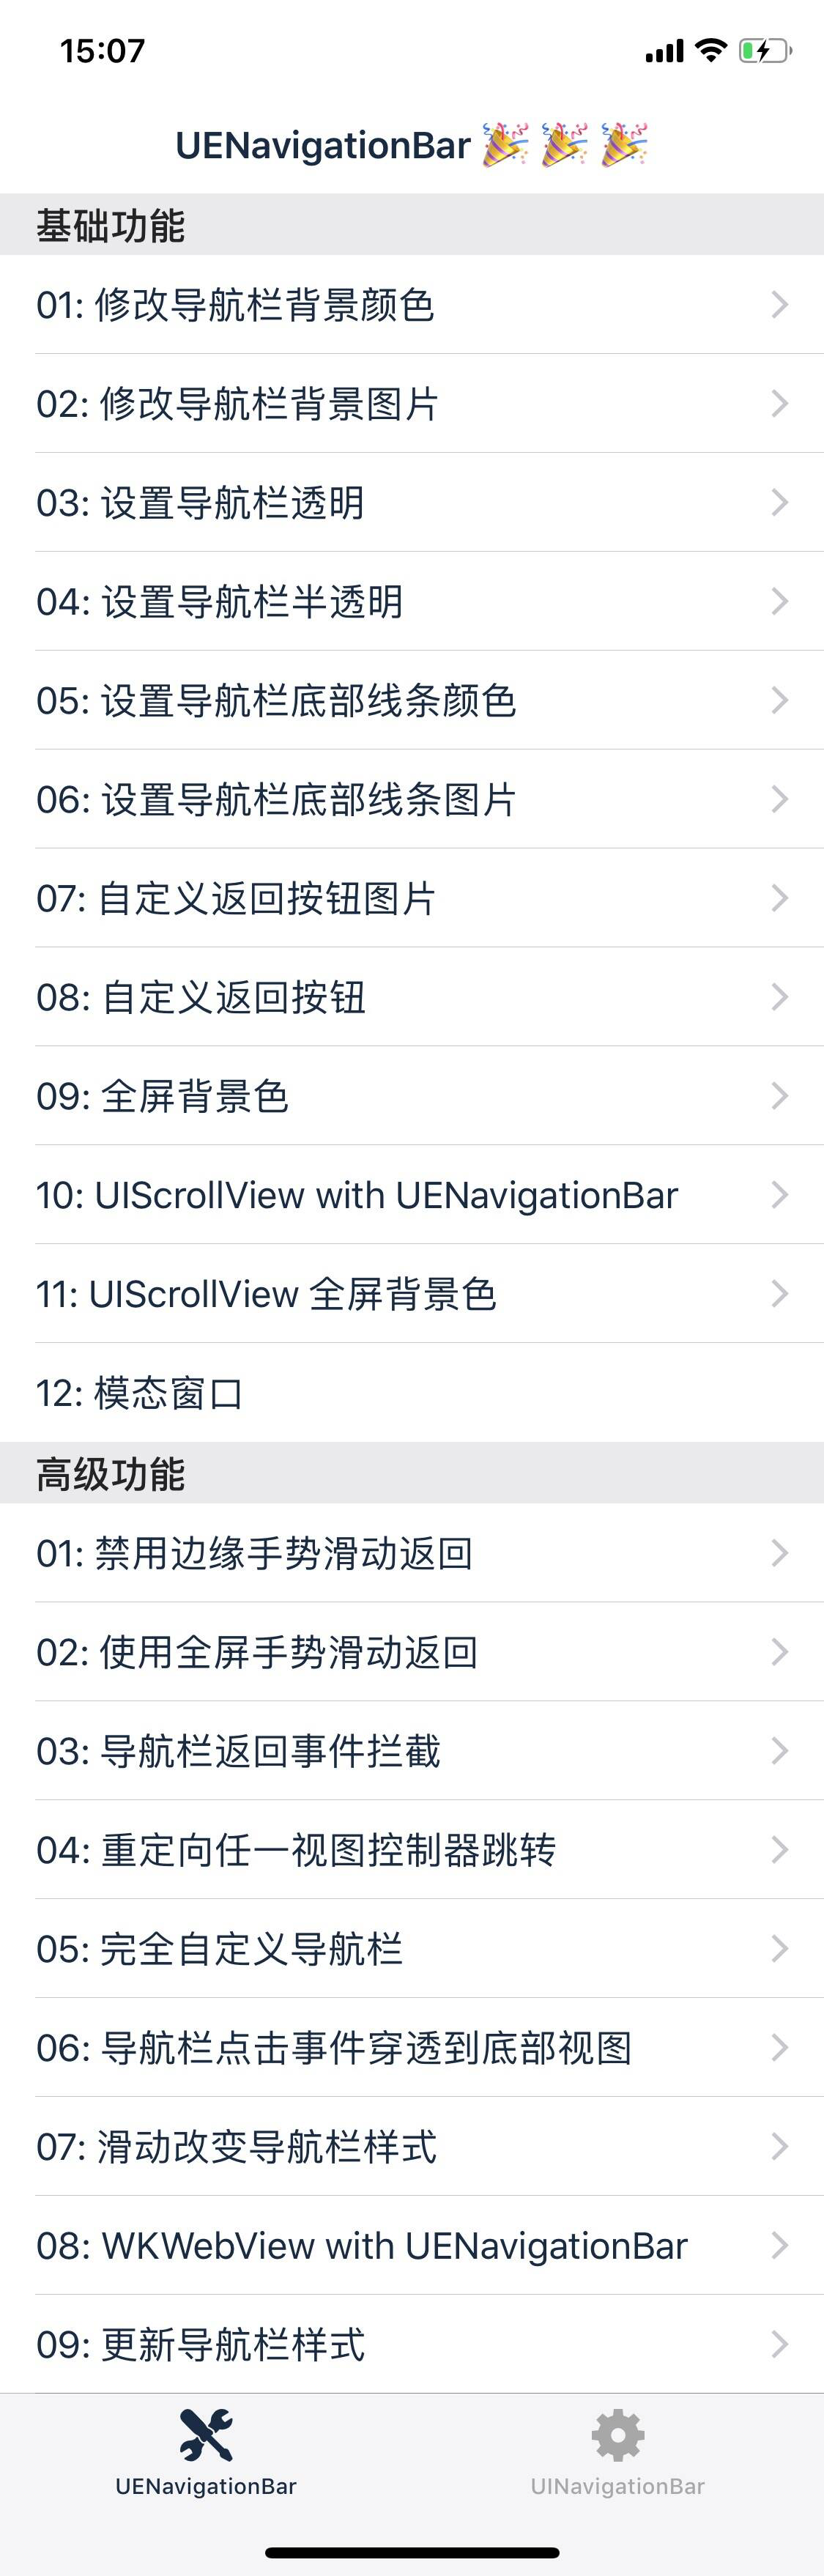 15:07
UENavigationBar 🎉 🎉 🎉
基础功能
01: 修改导航栏背景颜色
02: 修改导航栏背景图片
03: 设置导航栏透明
04: 设置导航栏半透明
05: 设置导航栏底部线条颜色
06: 设置导航栏底部线条图片
07: 自定义返回按钮图片
08: 自定义返回按钮
09: 全屏背景色
10: UIScrollView with UENavigationBar
11: UIScrollView 全屏背景色
12: 模态窗口
高级功能
01: 禁用边缘手势滑动返回
02: 使用全屏手势滑动返回
03: 导航栏返回事件拦截
04: 重定向任一视图控制器跳转
05: 完全自定义导航栏
06: 导航栏点击事件穿透到底部视图
07: 滑动改变导航栏样式
08: WKWebView with UENavigationBar
09: 更新导航栏样式
UENavigationBar
UINavigationBar